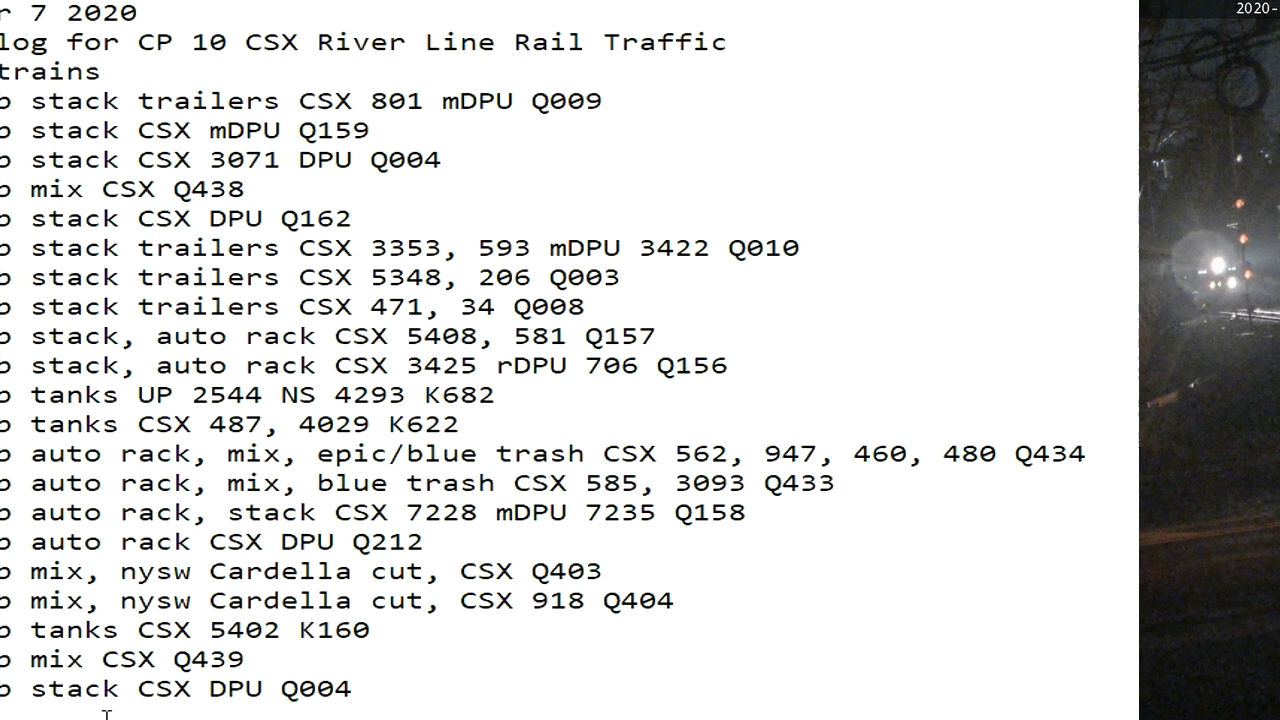 r 7 2020
log for CP 10 CSX River Line Rail Traffic
trains
b stack trailers CSX 801 mDPU Q009
b stack CSX mDPU Q159
b stack CSX 3071 DPU Q004
b mix CSX Q438
b stack CSX DPU Q162
b stack trailers CSX 3353, 593 mDPU 3422 Q010
b stack trailers CSX 5348, 206 Q003
b stack trailers CSX 471, 34 Q008
b stack, auto rack CSX 5408, 581 Q157
b stack, auto rack CSX 3425 rDPU 706 Q156
b tanks UP 2544 NS 4293 K682
b tanks CSX 487, 4029 K622
b auto rack, mix, epic/blue trash CSX 562, 947, 460, 480 Q434
b auto rack, mix, blue trash CSX 585, 3093 Q433
b auto rack, stack CSX 7228 mDPU 7235 Q158
b auto rack CSX DPU Q212
b mix, nysw Cardella cut, CSX Q403
b mix, nysw Cardella cut, CSX 918 Q404
b tanks CSX 5402 K160
b mix CSX Q439
b stack CSX DPU Q004
2020-